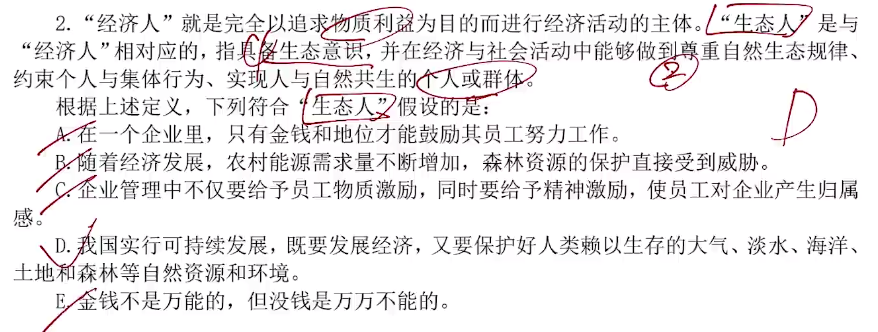 2. “经济人”就是完全以追求物质利益为目的而进行经济活动的主体。“生态人”是与
“经济人”相对应的，指具备生态意识，并在经济与社会活动中能够做到尊重自然生态规律、
约束个人与集体行为、实现人与自然共生的个人或群体。
②
根据上述定义，下列符合“生态人”假设的是：
D
A. 在一个企业里，只有金钱和地位才能鼓励其员工努力工作。
B. 随着经济发展，农村能源需求量不断增加，森林资源的保护直接受到威胁。
C. 企业管理中不仅要给予员工物质激励，同时要给予精神激励，使员工对企业产生归属
感。
D. 我国实行可持续发展，既要发展经济，又要保护好人类赖以生存的大气、淡水、海洋、
土地和森林等自然资源和环境。
E. 金钱不是万能的，但没钱是万万不能的。